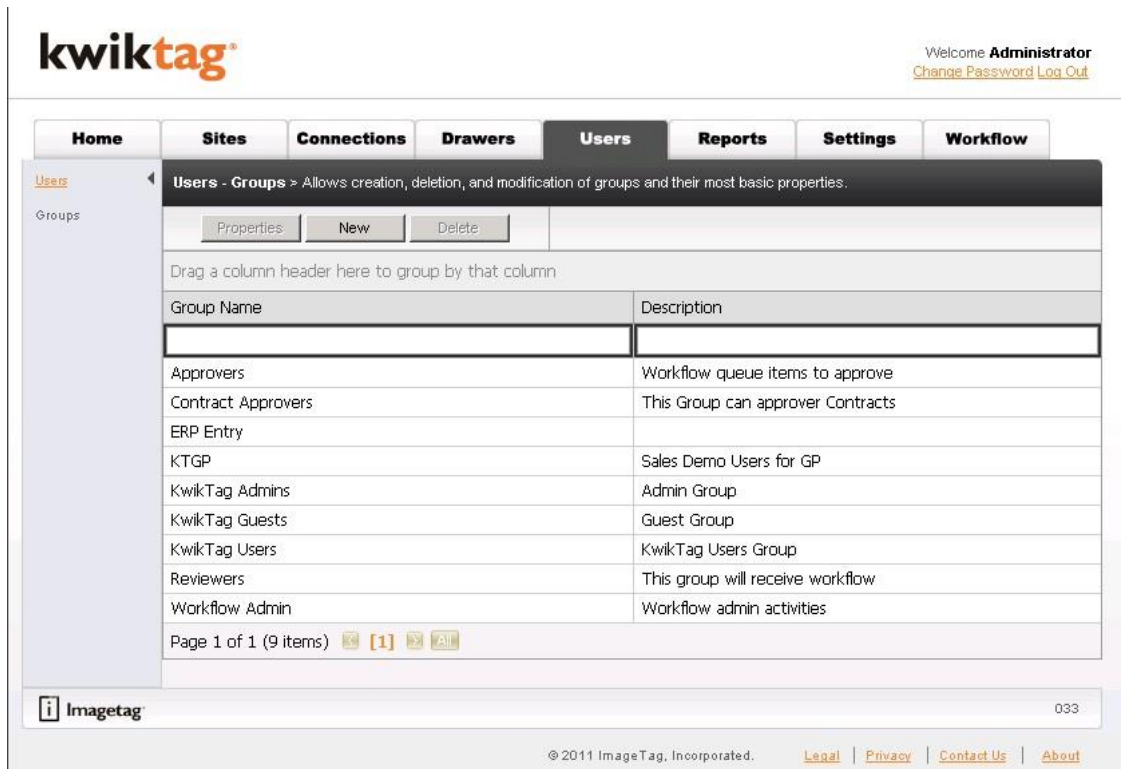 kwiktag
Welcome Administrator
Change Password Log Out
Home Sites Connections Drawers Users Reports Settings Workflow
Users
Groups
Users - Groups > Allows creation, deletion, and modification of groups and their most basic properties.
Properties New Delete
Drag a column header here to group by that column
Group Name Description
Approvers Workflow queue items to approve
Contract Approvers This Group can approver Contracts
ERP Entry
KTGP Sales Demo Users for GP
KwikTag Admins Admin Group
KwikTag Guests Guest Group
KwikTag Users KwikTag Users Group
Reviewers This group will receive workflow
Workflow Admin Workflow admin activities
Page 1 of 1 (9 items) [1] All
i Imagetag 033
© 2011 ImageTag, Incorporated. Legal | Privacy | Contact Us | About